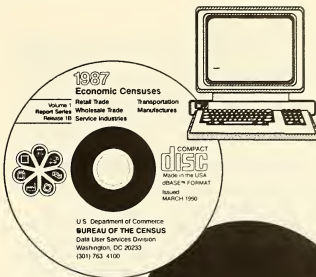 1987
Economic Censuses
Volume 1
Report Series
Release 1B
Retail Trade
Wholesale Trade
Service Industries
Transportation
Manufactures
COMPACT
disc
Made in the USA
dBASE™ FORMAT
Issued
MARCH 1990
U.S. Department of Commerce
BUREAU OF THE CENSUS
Data User Services Division
Washington, DC 20233
(301) 763 4100